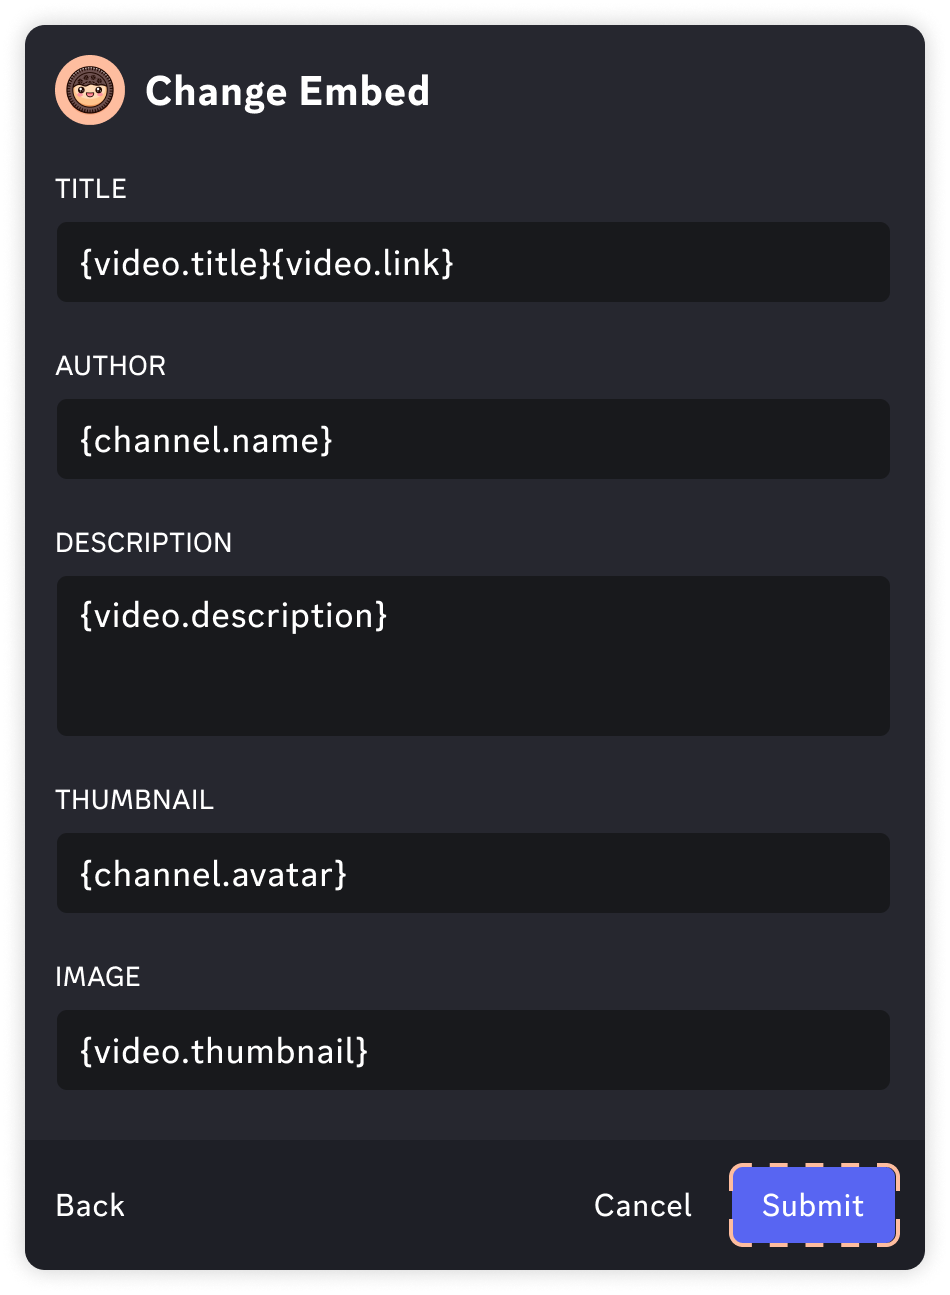 Change Embed
TITLE
{video.title}{video.link}
AUTHOR
{channel.name}
DESCRIPTION
{video.description}
THUMBNAIL
{channel.avatar}
IMAGE
{video.thumbnail}
Back
Cancel
Submit